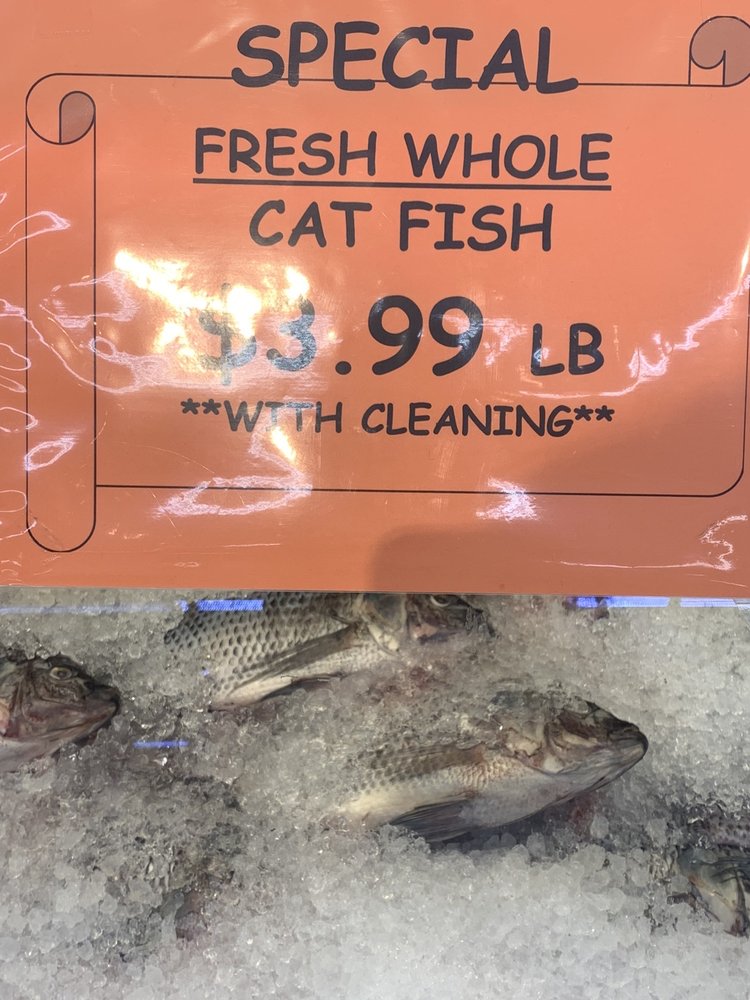 SPECIAL
FRESH WHOLE
CAT FISH
$3.99 LB
**WITH CLEANING**